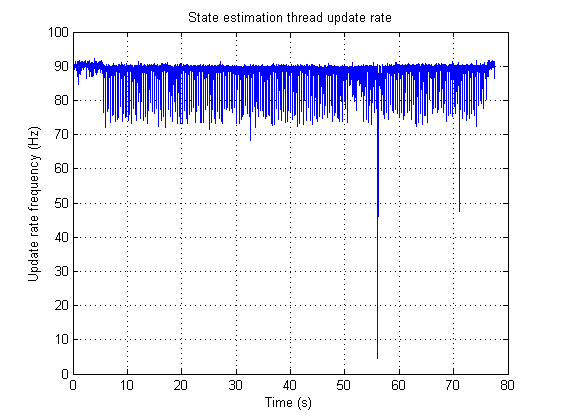 State estimation thread update rate
100
90
80
70
60
50
40
30
20
10
0
Update rate frequency (Hz)
0 10 20 30 40 50 60 70 80
Time (s)